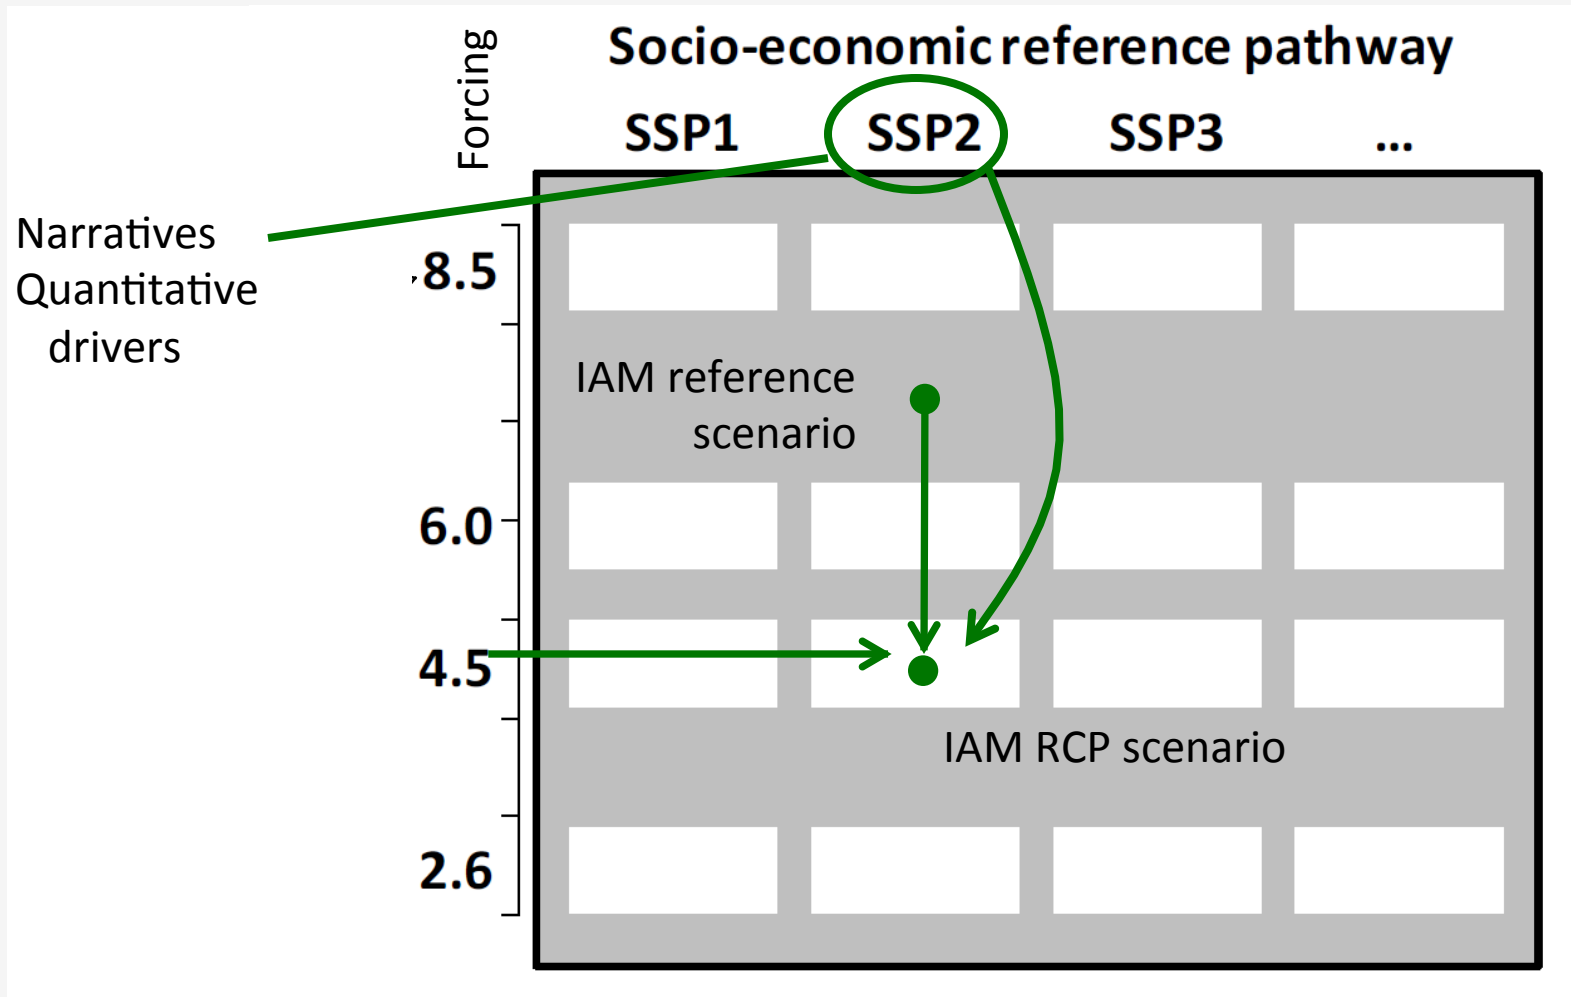 Socio-economic reference pathway
Forcing
SSP1 SSP2 SSP3 ...
Narratives
Quantitative
drivers
8.5
IAM reference
scenario
6.0
4.5
IAM RCP scenario
2.6